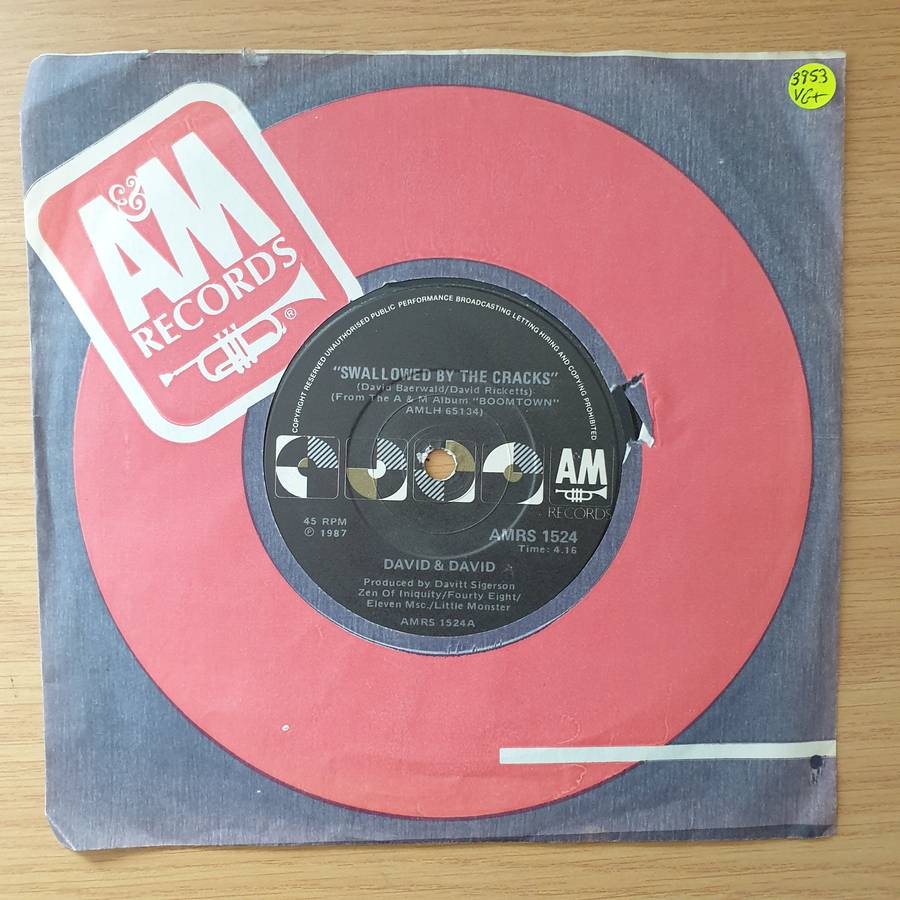 3953
VG+
A&M
RECORDS
®
COPYRIGHT RESERVED UNAUTHORISED PUBLIC PERFORMANCE BROADCASTING LETTING HIRING AND COPYING PROHIBITED
"SWALLOWED BY THE CRACKS"
(David Baerwald/David Ricketts)
(From The A & M Album "BOOMTOWN"
AMLH 65134)
AM
RECORDS
45 RPM
℗ 1987
AMRS 1524
Time: 4.16
DAVID & DAVID
Produced by Davitt Sigerson
Zen Of Iniquity/Fourty Eight/
Eleven Msc./Little Monster
AMRS 1524A